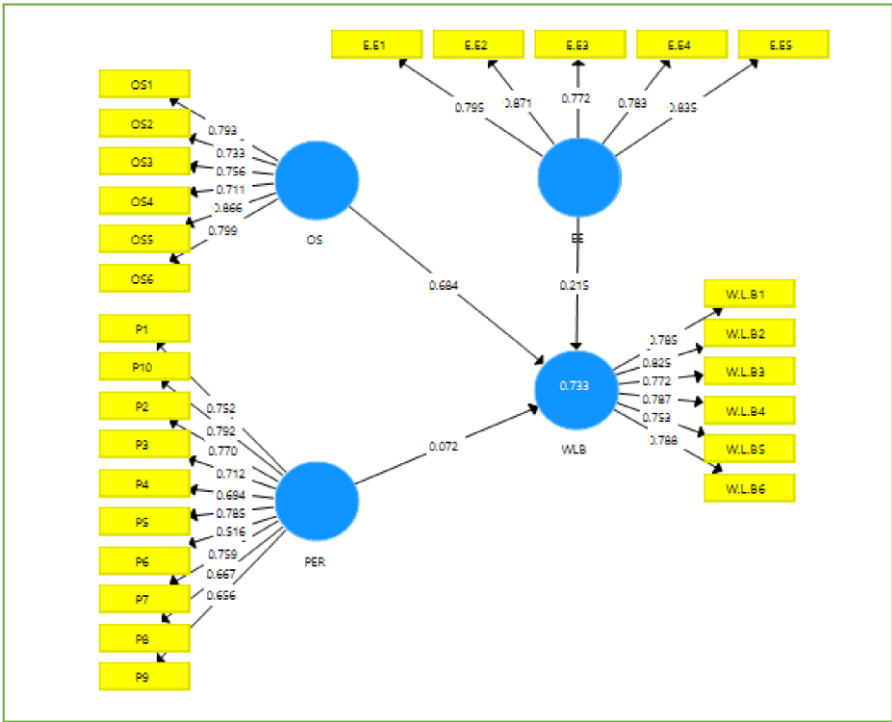 E.E1
E.E2
E.E3
E.E4
E.E5
0.795
0.871
0.772
0.783
0.835
EE
0.215
OS1
OS2
OS3
OS4
OS5
OS6
0.793
0.733
0.756
0.711
0.866
0.799
OS
0.684
P1
P10
P2
P3
P4
P5
P6
P7
P8
P9
0.752
0.792
0.770
0.712
0.694
0.785
0.516
0.759
0.667
0.656
PER
0.072
0.733
WLB
0.785
0.825
0.772
0.787
0.753
0.788
W.L.B1
W.L.B2
W.L.B3
W.L.B4
W.L.B5
W.L.B6